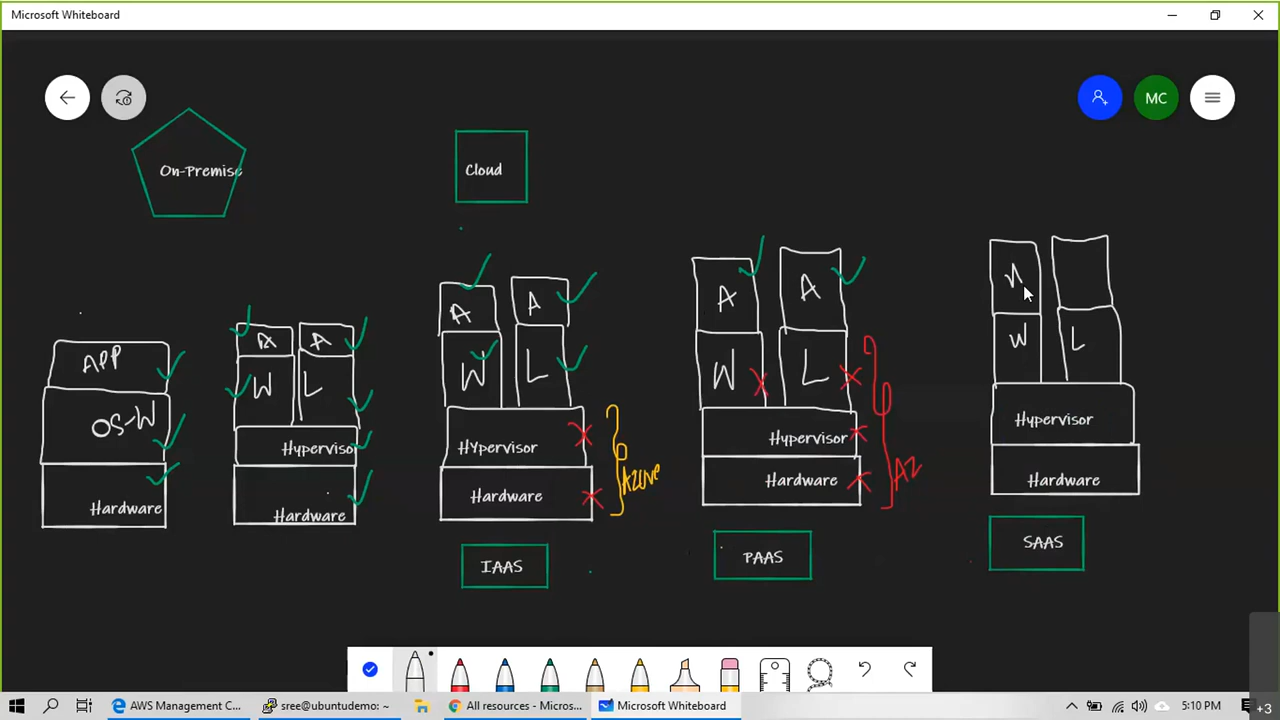 Microsoft Whiteboard
MC
On-Premise
Cloud
APP
OS-W
Hardware
A
A
W
L
Hypervisor
Hardware
A
A
W
L
HYpervisor
Hardware
Azure
IAAS
A
A
W
L
Hypervisor
Hardware
AZ
PAAS
W
L
Hypervisor
Hardware
SAAS
AWS Management C...
sree@ubuntudemo: ~
All resources - Micros...
Microsoft Whiteboard
5:10 PM
+3